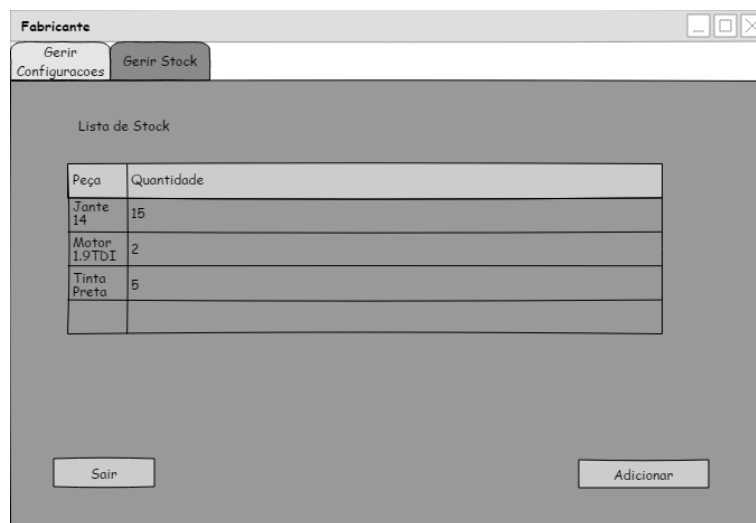 Fabricante
Gerir
Configuracoes
Gerir Stock
Lista de Stock
Peça Quantidade
Jante
14
15
Motor
1.9TDI
2
Tinta
Preta
5
Sair
Adicionar